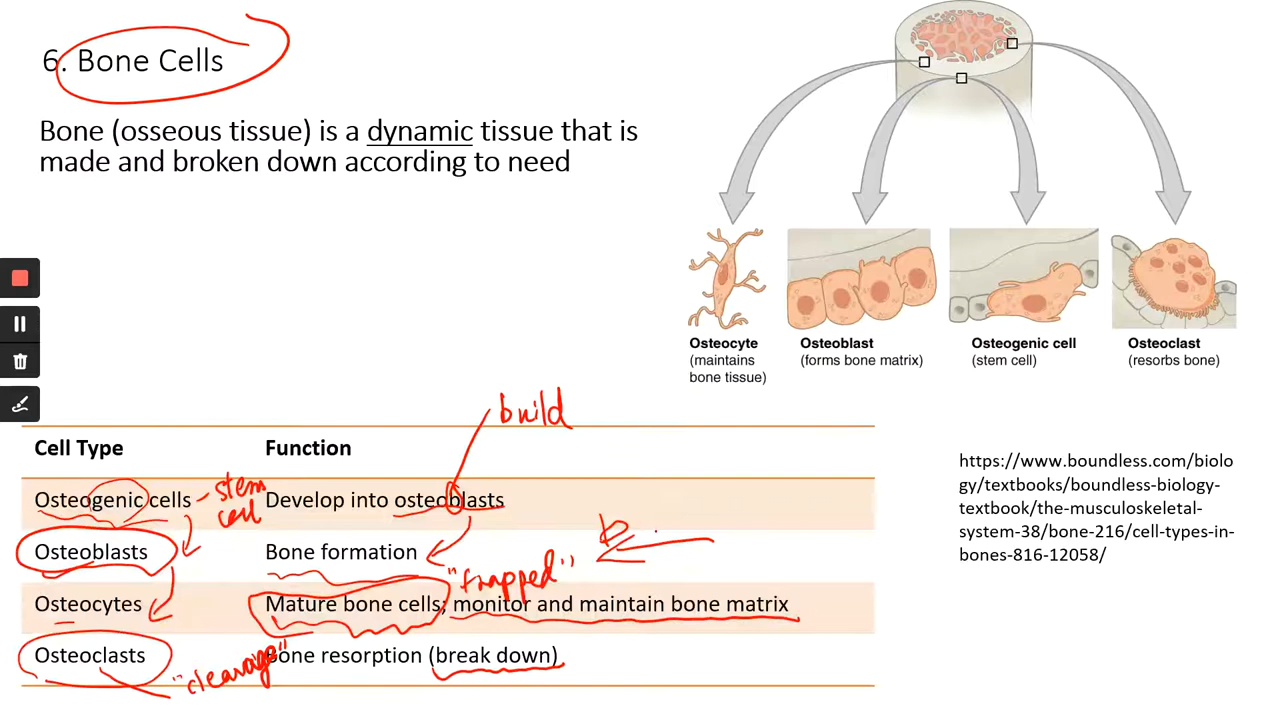 6. Bone Cells
Bone (osseous tissue) is a dynamic tissue that is
made and broken down according to need
Osteocyte
(maintains
bone tissue)
Osteoblast
(forms bone matrix)
Osteogenic cell
(stem cell)
Osteoclast
(resorbs bone)
build
Cell Type Function
Osteogenic cells - stem cell Develop into osteoblasts
Osteoblasts Bone formation
"trapped"
b
Osteocytes Mature bone cells; monitor and maintain bone matrix
Osteoclasts Bone resorption (break down)
"cleavage"
https://www.boundless.com/biolo
gy/textbooks/boundless-biology-
textbook/the-musculoskeletal-
system-38/bone-216/cell-types-in-
bones-816-12058/